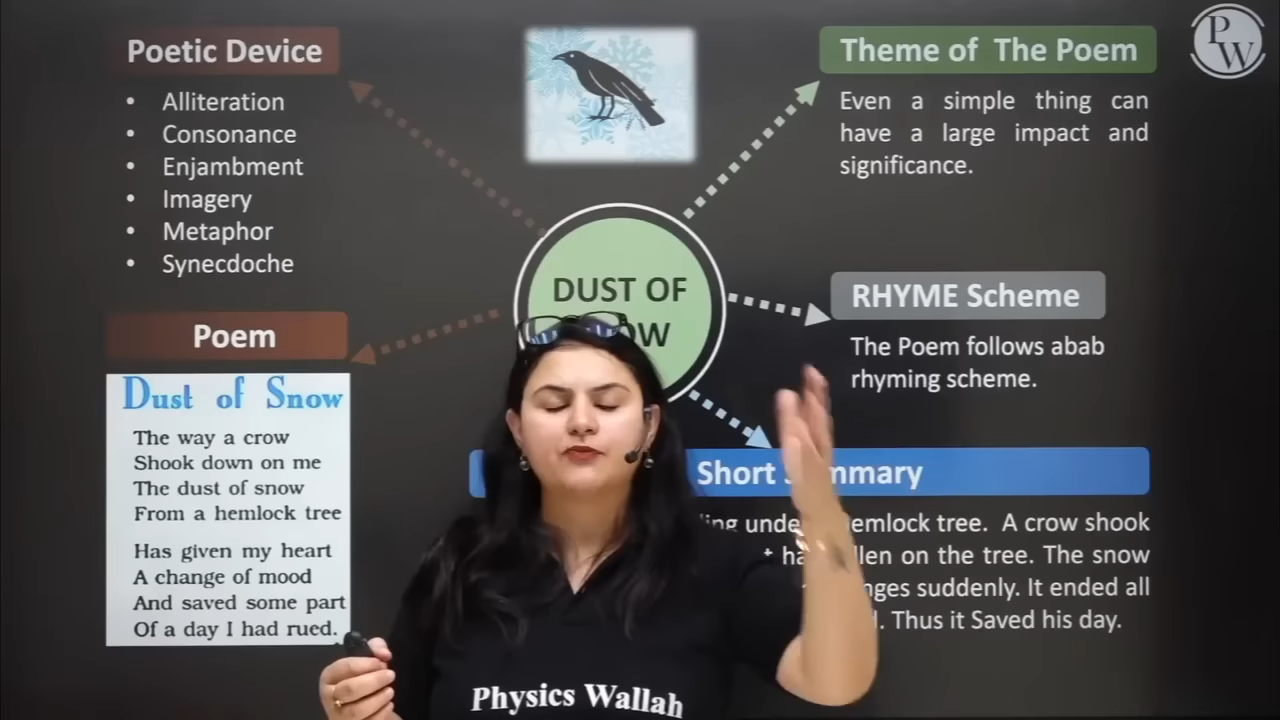 Poetic Device
• Alliteration
• Consonance
• Enjambment
• Imagery
• Metaphor
• Synecdoche
Poem
Dust of Snow
The way a crow
Shook down on me
The dust of snow
From a hemlock tree
Has given my heart
A change of mood
And saved some part
Of a day I had rued.
DUST OF
OW
Theme of The Poem
Even a simple thing can
have a large impact and
significance.
PW
RHYME Scheme
The Poem follows abab
rhyming scheme.
Short
tree. A crow shook
on the tree. The snow
suddenly. It ended all
Thus it Saved his day.
Physics Wallah